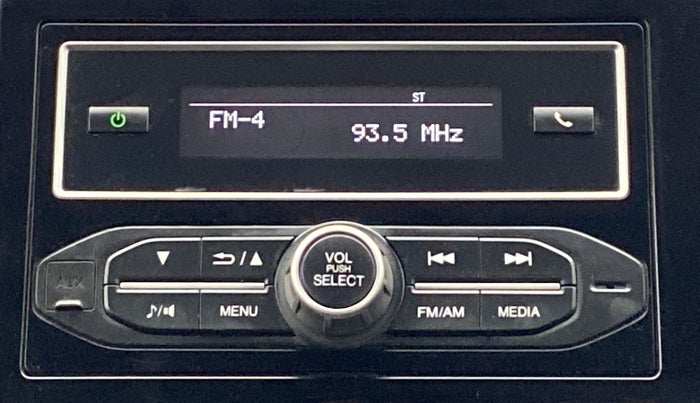 ST
FM-4
93.5 MHz
VOL
PUSH
SELECT
AUX
MENU
FM/AM
MEDIA